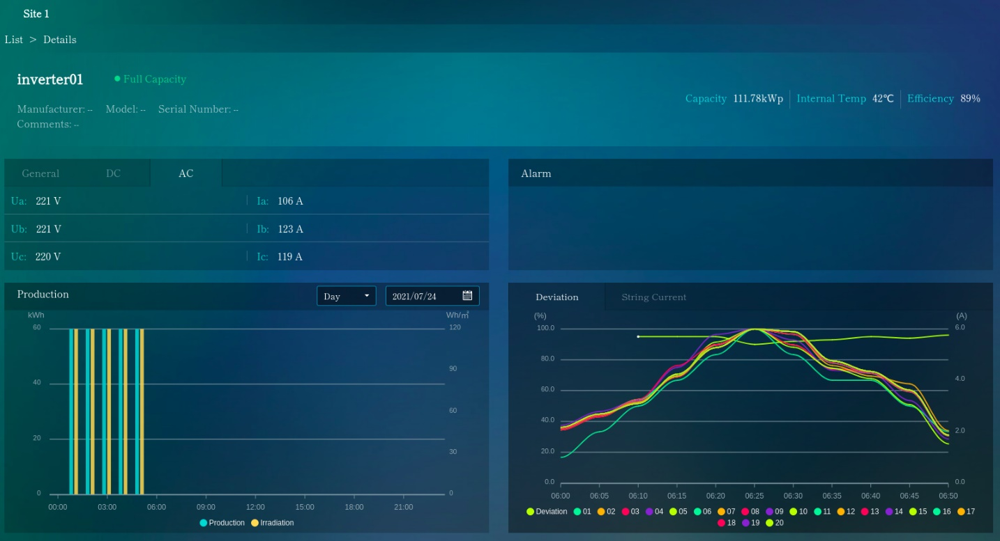 Site 1
List > Details
inverter01 Full Capacity
Capacity 111.78kWp Internal Temp 42℃ Efficiency 89%
Manufacturer: -- Model: -- Serial Number: --
Comments: --
General DC AC
Ua: 221 V Ia: 106 A
Ub: 221 V Ib: 123 A
Uc: 220 V Ic: 119 A
Alarm
Production Day 2021/07/24
kWh Wh/㎡
60 120
90
40
60
20
30
0 0
00:00 03:00 06:00 09:00 12:00 15:00 18:00 21:00
Production Irradiation
Deviation String Current
(%) (A)
100.0 6.0
80.0
4.0
60.0
40.0
2.0
20.0
0.0 0.0
06:00 06:05 06:10 06:15 06:20 06:25 06:30 06:35 06:40 06:45 06:50
Deviation 01 02 03 04 05 06 07 08 09 10 11 12 13 14 15 16 17
18 19 20